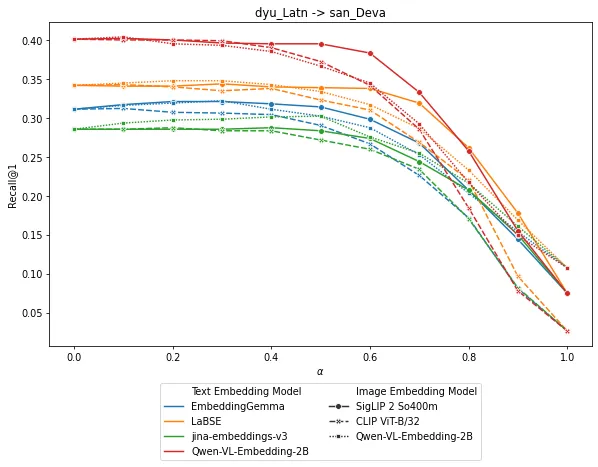 dyu_Latn -> san_Deva
Recall@1
0.40
0.35
0.30
0.25
0.20
0.15
0.10
0.05
0.0 0.2 0.4 0.6 0.8 1.0
α
Text Embedding Model
EmbeddingGemma
LaBSE
jina-embeddings-v3
Qwen-VL-Embedding-2B
Image Embedding Model
SigLIP 2 So400m
CLIP ViT-B/32
Qwen-VL-Embedding-2B